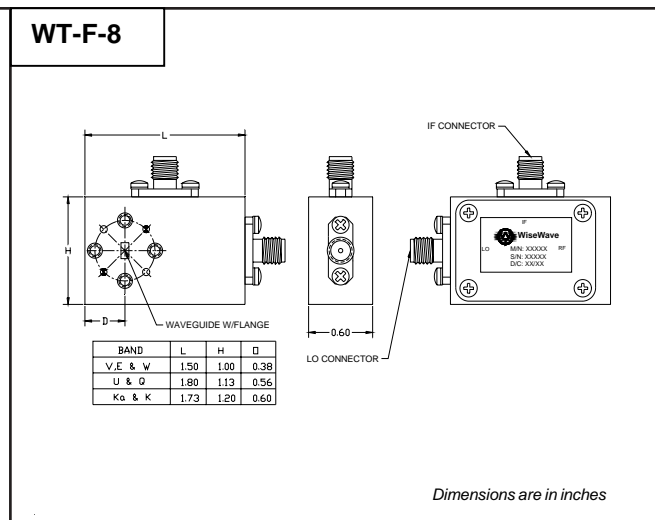 WT-F-8
L
IF CONNECTOR
H
D
WAVEGUIDE W/FLANGE
0.60
LO CONNECTOR
IF
WiseWave
LO
RF
M/N: XXXXX
S/N: XXXXX
D/C: XX/XX
BAND L H D
V,E & W 1.50 1.00 0.38
U & Q 1.80 1.13 0.56
Ka & K 1.73 1.20 0.60
Dimensions are in inches